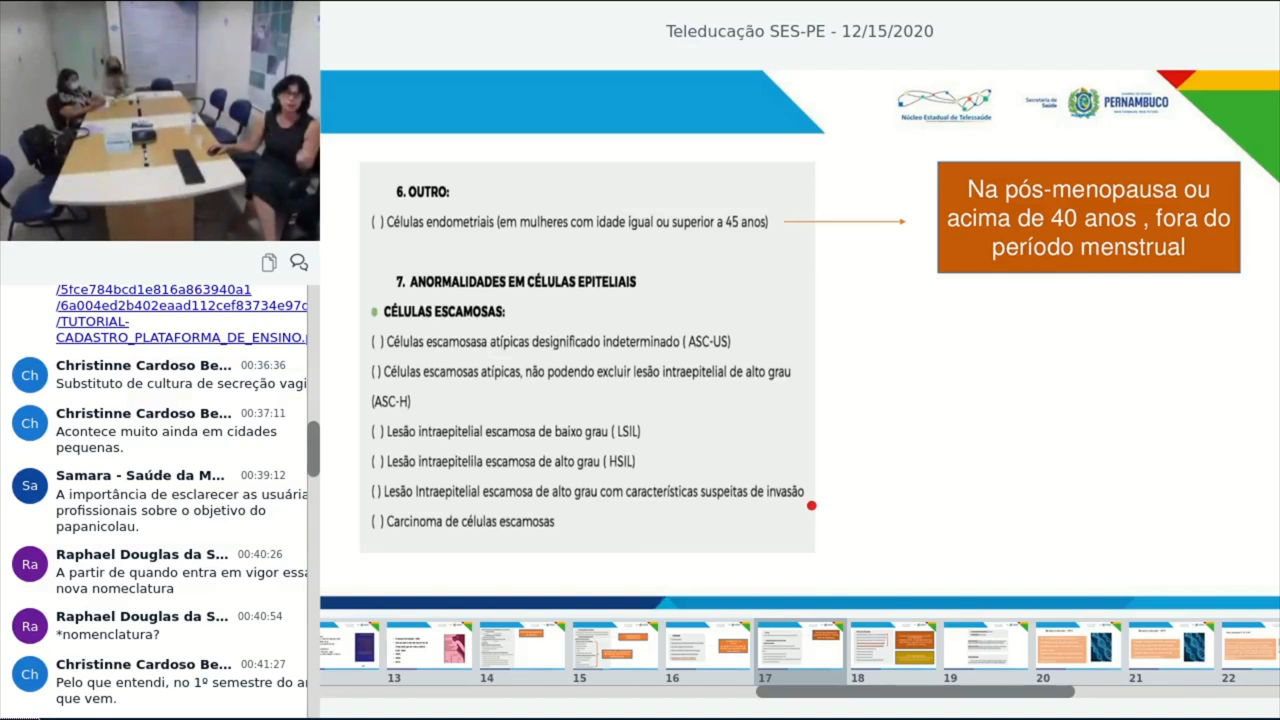 Teleducação SES-PE - 12/15/2020
Núcleo Estadual de Telessaúde
Secretaria de
Saúde
PERNAMBUCO
6. OUTRO:
( ) Células endometriais (em mulheres com idade igual ou superior a 45 anos)
Na pós-menopausa ou
acima de 40 anos , fora do
período menstrual
7. ANORMALIDADES EM CÉLULAS EPITELIAIS
CÉLULAS ESCAMOSAS:
( ) Células escamosasa atípicas designificado indeterminado ( ASC-US)
( ) Células escamosas atípicas, não podendo excluir lesão intraepitelial de alto grau
(ASC-H)
( ) Lesão intraepitelial escamosa de baixo grau ( LSIL)
( ) Lesão intraepitelila escamosa de alto grau ( HSIL)
( ) Lesão Intraepitelial escamosa de alto grau com características suspeitas de invasão
( ) Carcinoma de células escamosas
/5fce784bcd1e816a863940a1
/6a004ed2b402eaad112cef83734e97c
/TUTORIAL-
CADASTRO_PLATAFORMA_DE_ENSINO.
Ch Christinne Cardoso Be... 00:36:36
Substituto de cultura de secreção vagi
Ch Christinne Cardoso Be... 00:37:11
Acontece muito ainda em cidades
pequenas.
Sa Samara - Saúde da M... 00:39:12
A importância de esclarecer as usuária
profissionais sobre o objetivo do
papanicolau.
Ra Raphael Douglas da S... 00:40:26
A partir de quando entra em vigor essa
nova nomeclatura
Ra Raphael Douglas da S... 00:40:54
*nomenclatura?
Ch Christinne Cardoso Be... 00:41:27
Pelo que entendi, no 1º semestre do a
que vem.
13 14 15 16 17 18 19 20 21 22